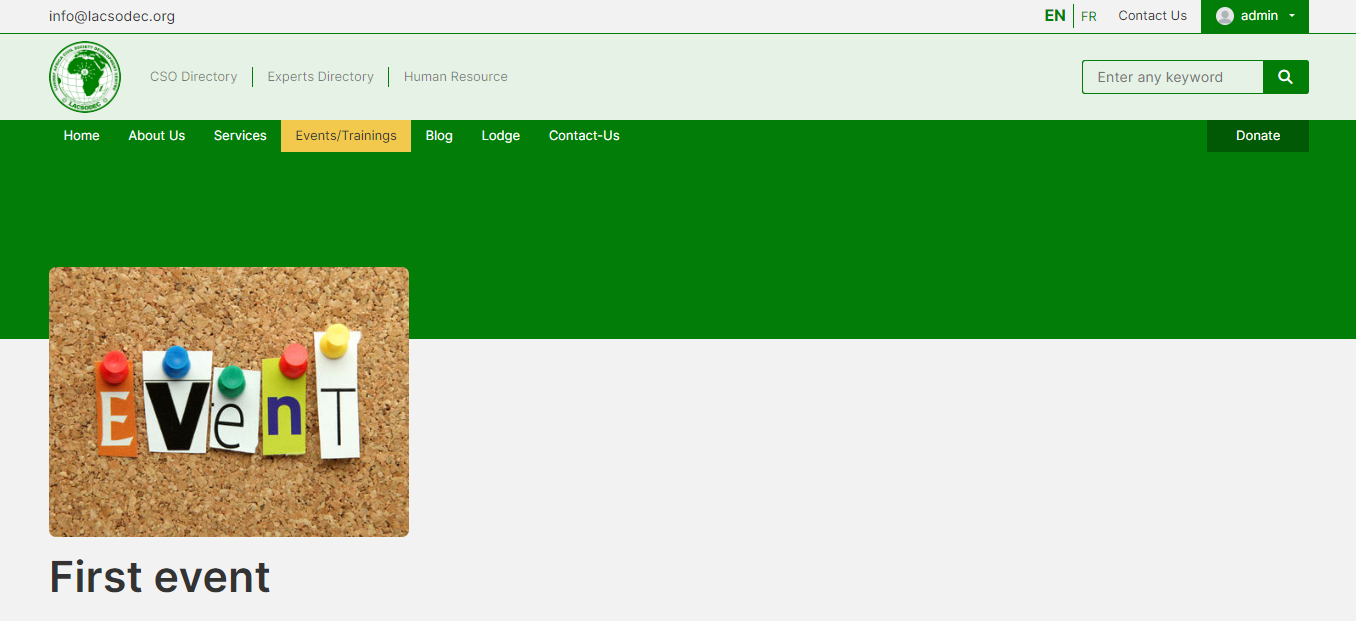 info@lacsodec.org
EN FR Contact Us admin
CSO Directory Experts Directory Human Resource
Enter any keyword
LACSODEC
Home About Us Services Events/Trainings Blog Lodge Contact-Us Donate
EVenT
First event